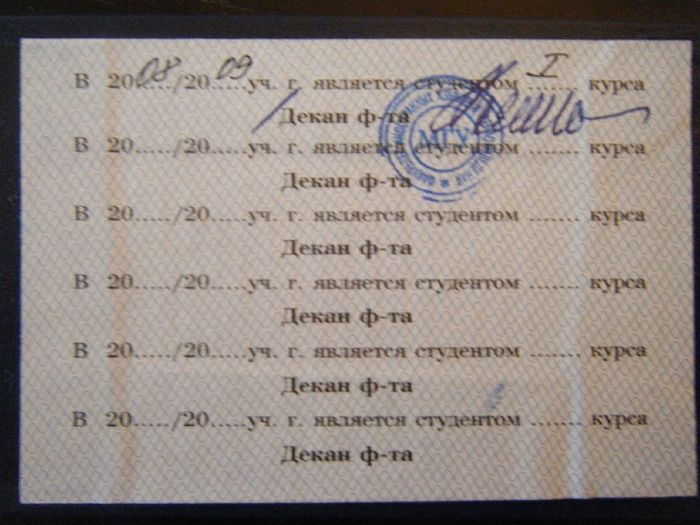 В 2008/2009 уч. г. является студентом I курса
Декан ф-та
В 20...../20.....уч. г. является студентом ....... курса
Декан ф-та
В 20...../20.....уч. г. является студентом ....... курса
Декан ф-та
В 20...../20.....уч. г. является студентом ....... курса
Декан ф-та
В 20...../20.....уч. г. является студентом ....... курса
Декан ф-та
В 20...../20.....уч. г. является студентом ....... курса
Декан ф-та
МГУ